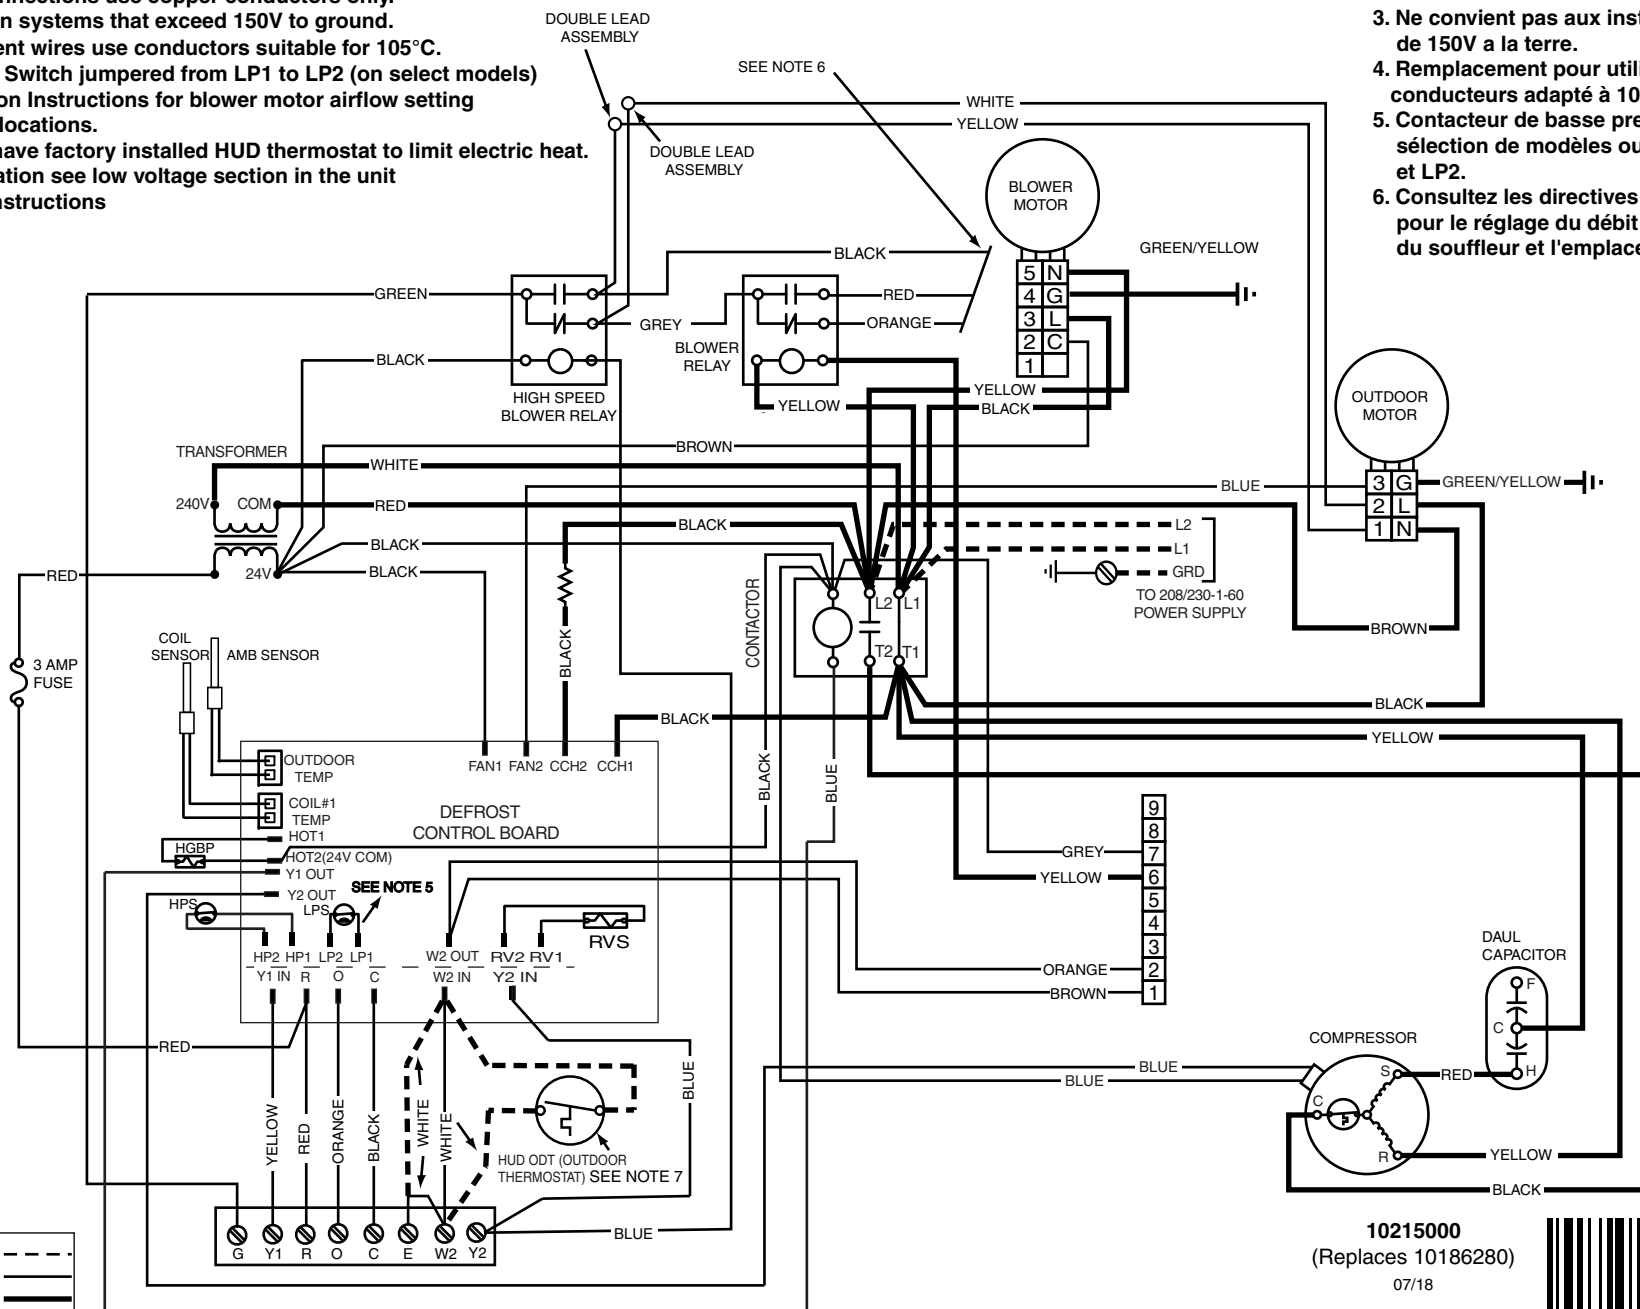 nnections use copper conductors only.
n systems that exceed 150V to ground.
ent wires use conductors suitable for 105°C.
Switch jumpered from LP1 to LP2 (on select models)
on Instructions for blower motor airflow setting
locations.
have factory installed HUD thermostat to limit electric heat.
ation see low voltage section in the unit
nstructions
3. Ne convient pas aux inst
de 150V a la terre.
4. Remplacement pour utili
conducteurs adapté à 10
5. Contacteur de basse pre
sélection de modèles ou
et LP2.
6. Consultez les directives
pour le réglage du débit
du souffleur et l'emplace
DOUBLE LEAD
ASSEMBLY
SEE NOTE 6
WHITE
YELLOW
DOUBLE LEAD
ASSEMBLY
BLOWER
MOTOR
GREEN/YELLOW
BLACK
5 N
4 G
3 L
2 C
1
GREEN
RED
GREY
ORANGE
BLACK
BLOWER
RELAY
HIGH SPEED
BLOWER RELAY
YELLOW
YELLOW
BLACK
OUTDOOR
MOTOR
BROWN
TRANSFORMER
WHITE
240V
COM
RED
BLUE
3 G
2 L
1 N
GREEN/YELLOW
BLACK
L2
L1
GRD
TO 208/230-1-60
POWER SUPPLY
BLACK
24V
BLACK
RED
CONTACTOR
L2
L1
T2
T1
BROWN
COIL
SENSOR
AMB SENSOR
3 AMP
FUSE
BLACK
BLACK
BLACK
YELLOW
OUTDOOR
TEMP
COIL#1
TEMP
FAN1
FAN2
CCH2
CCH1
BLACK
BLUE
DEFROST
CONTROL BOARD
HOT1
HGBP
HOT2(24V COM)
Y1 OUT
Y2 OUT
SEE NOTE 5
HPS
LPS
RVS
HP2
HP1
LP2
LP1
W2 OUT
RV2
RV1
Y1 IN
R
O
C
W2 IN
Y2 IN
9
8
7
6
5
4
3
2
1
GREY
YELLOW
ORANGE
BROWN
DAUL
CAPACITOR
F
C
H
COMPRESSOR
S
C
R
RED
YELLOW
BLACK
BLUE
BLUE
RED
YELLOW
RED
ORANGE
BLACK
WHITE
WHITE
BLUE
HUD ODT (OUTDOOR
THERMOSTAT) SEE NOTE 7
BLUE
G
Y1
R
O
C
E
W2
Y2
10215000
(Replaces 10186280)
07/18